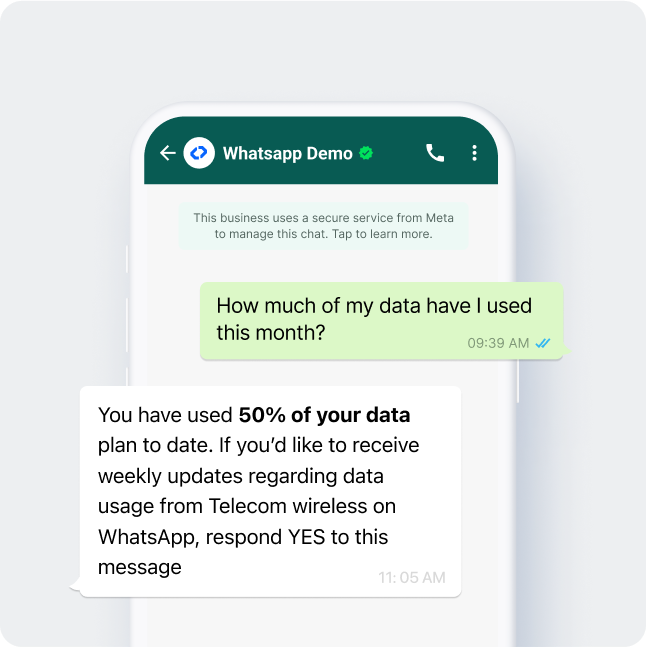 Whatsapp Demo
This business uses a secure service from Meta
to manage this chat. Tap to learn more.
How much of my data have I used
this month?
09:39 AM
You have used 50% of your data
plan to date. If you’d like to receive
weekly updates regarding data
usage from Telecom wireless on
WhatsApp, respond YES to this
message
11: 05 AM